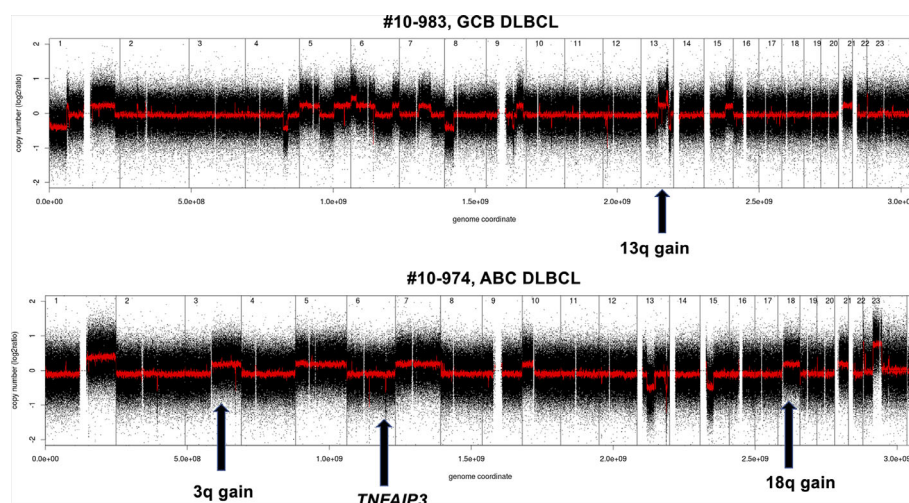 #10-983, GCB DLBCL
1 2 3 4 5 6 7 8 9 10 11 12 13 14 15 16 17 18 19 20 21 22 23
copy number (log2ratio)
2
1
0
-1
-2
0.0e+00 5.0e+08 1.0e+09 1.5e+09 2.0e+09 2.5e+09 3.0e+
genome coordinate
13q gain
#10-974, ABC DLBCL
1 2 3 4 5 6 7 8 9 10 11 12 13 14 15 16 17 18 19 20 21 22 23
copy number (log2ratio)
2
1
0
-1
-2
0.0e+00 5.0e+08 1.0e+09 1.5e+09 2.0e+09 2.5e+09 3.0e+
genome coordinate
3q gain
TNFAIP3
18q gain